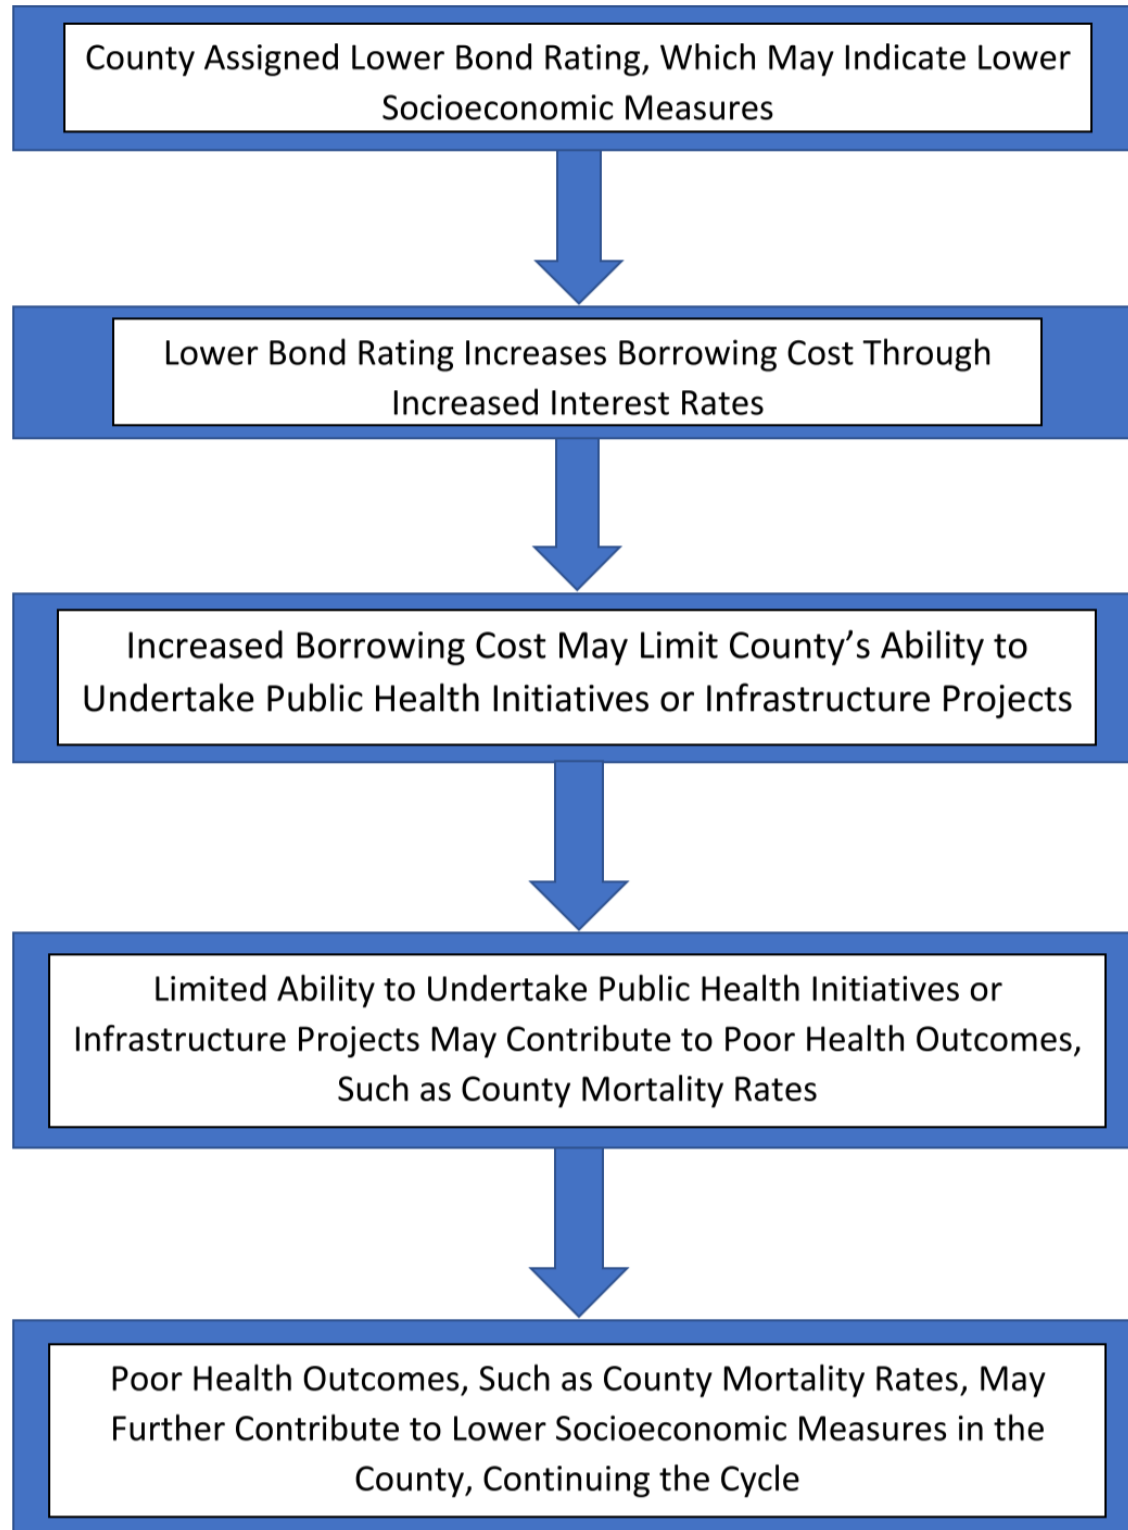 County Assigned Lower Bond Rating, Which May Indicate Lower
Socioeconomic Measures
Lower Bond Rating Increases Borrowing Cost Through
Increased Interest Rates
Increased Borrowing Cost May Limit County’s Ability to
Undertake Public Health Initiatives or Infrastructure Projects
Limited Ability to Undertake Public Health Initiatives or
Infrastructure Projects May Contribute to Poor Health Outcomes,
Such as County Mortality Rates
Poor Health Outcomes, Such as County Mortality Rates, May
Further Contribute to Lower Socioeconomic Measures in the
County, Continuing the Cycle